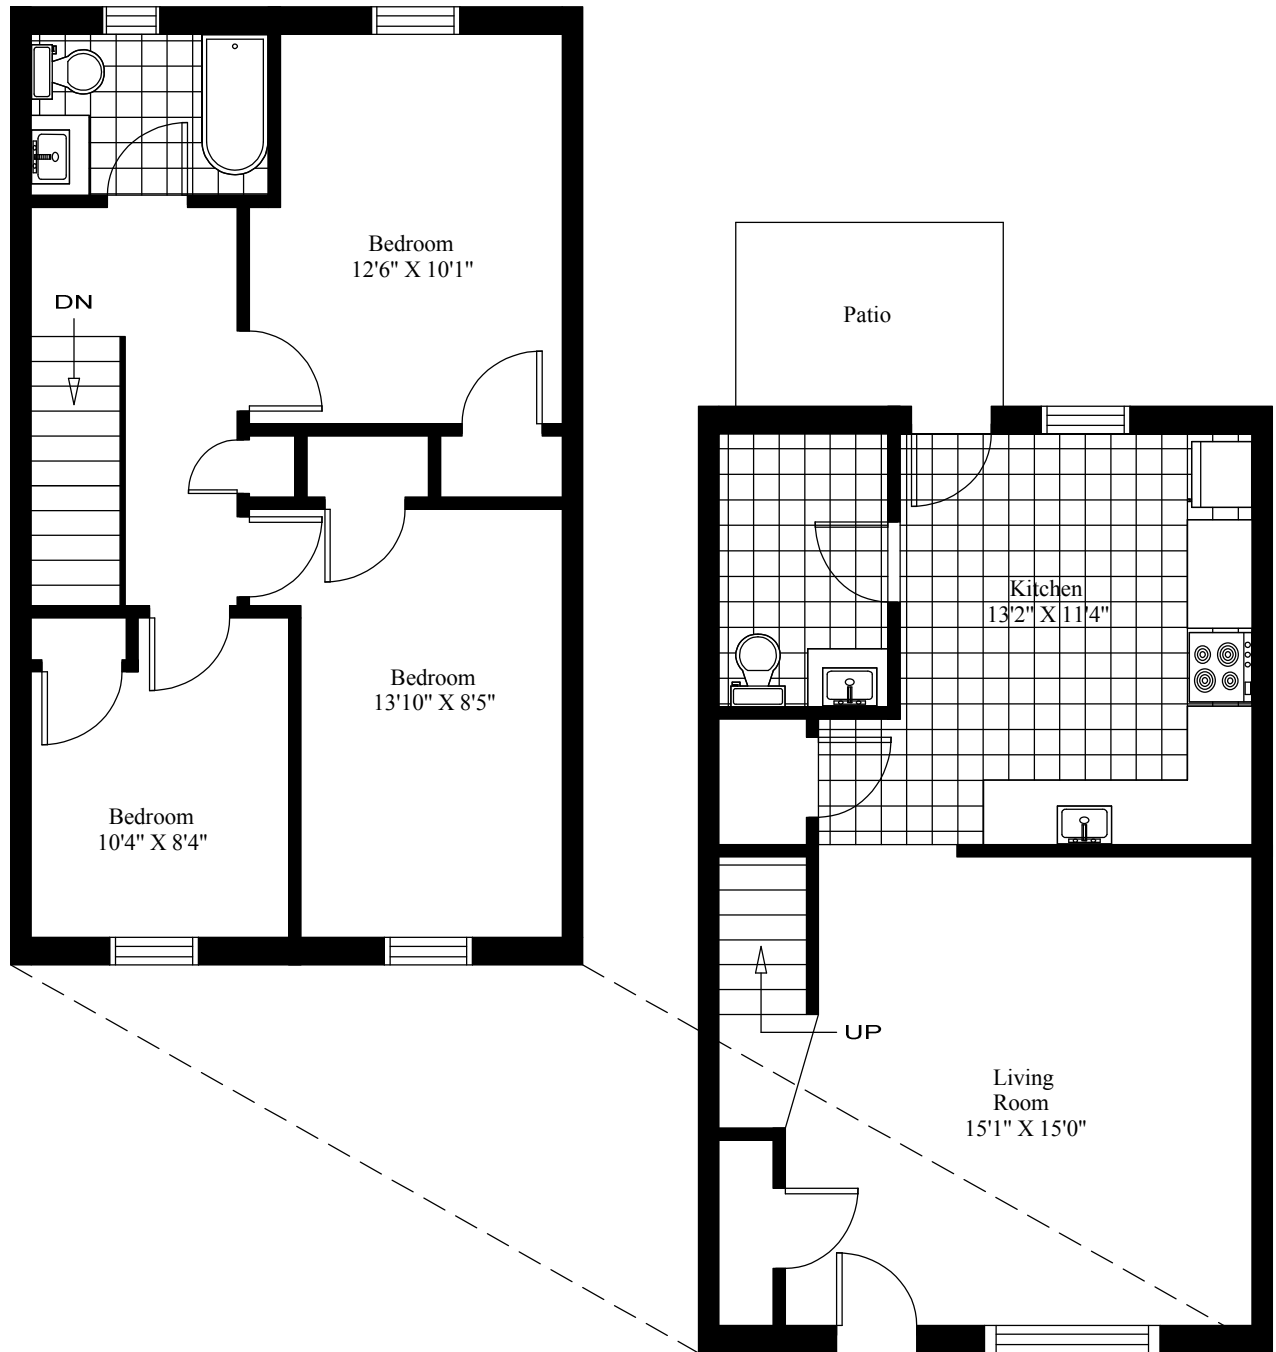 Bedroom
12'6" X 10'1"
DN
Bedroom
13'10" X 8'5"
Bedroom
10'4" X 8'4"
Patio
Kitchen
13'2" X 11'4"
UP
Living
Room
15'1" X 15'0"